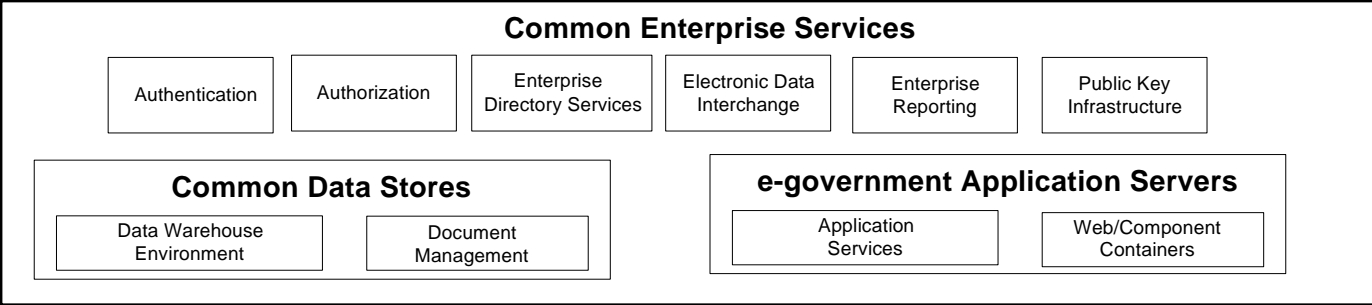 Common Enterprise Services
Authentication
Authorization
Enterprise
Directory Services
Electronic Data
Interchange
Enterprise
Reporting
Public Key
Infrastructure
Common Data Stores
Data Warehouse
Environment
Document
Management
e-government Application Servers
Application
Services
Web/Component
Containers